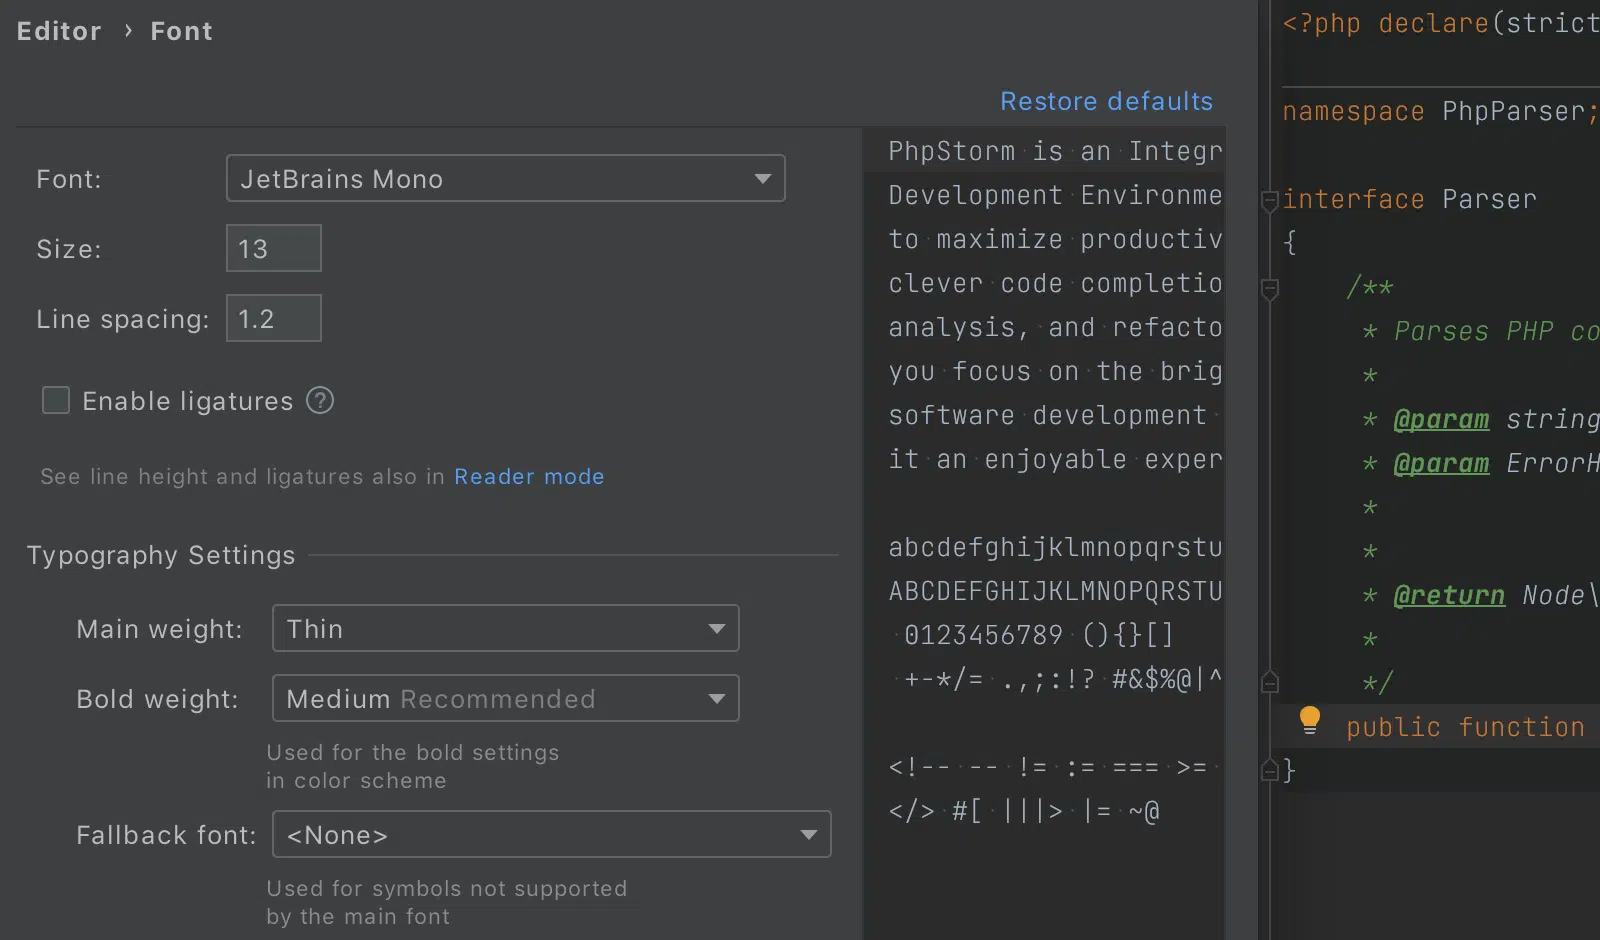 Editor › Font
Restore defaults
Font: JetBrains Mono
Size: 13
Line spacing: 1.2
Enable ligatures ?
See line height and ligatures also in Reader mode
Typography Settings
Main weight: Thin
Bold weight: Medium Recommended
Used for the bold settings
in color scheme
Fallback font: <None>
Used for symbols not supported
by the main font
PhpStorm is an Integr
Development Environme
to maximize productiv
clever code completio
analysis, and refacto
you focus on the brig
software development
it an enjoyable exper
abcdefghijklmnopqrstu
ABCDEFGHIJKLMNOPQRSTU
0123456789 (){}[]
+-*/= .,;:!? #&$%@|^
<!-- -- != := === >=
</> #[ |||> |= ~@
<?php declare(strict
namespace PhpParser;
interface Parser
{
/**
* Parses PHP co
*
* @param string
* @param ErrorH
*
*
* @return Node\
*
*/
public function
}